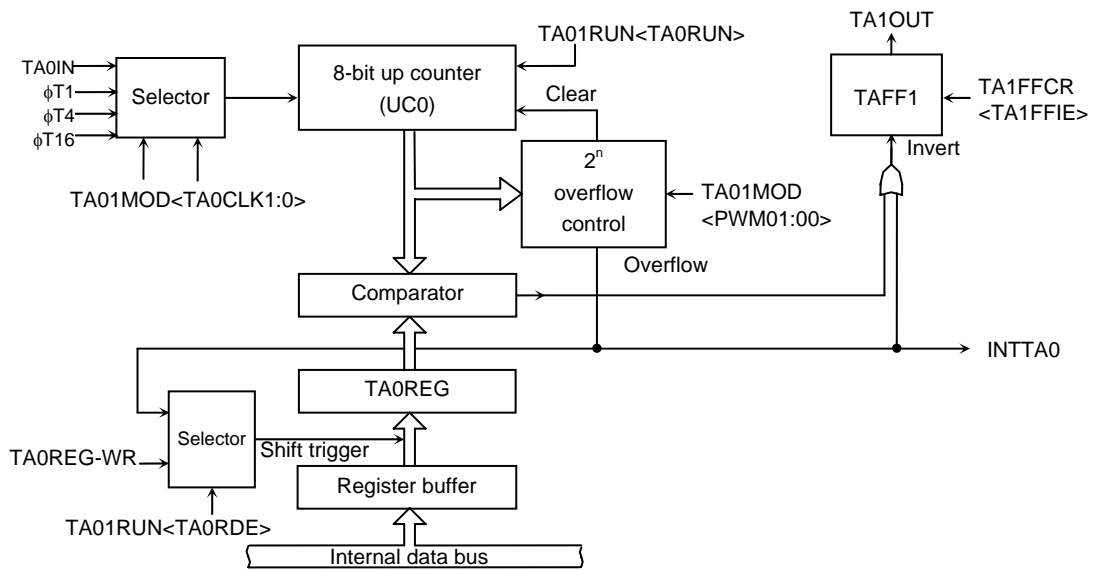 TA1OUT
TA01RUN<TA0RUN>
TA0IN
ϕT1
ϕT4
ϕT16
Selector
8-bit up counter
(UC0)
Clear
TAFF1
TA1FFCR
<TA1FFIE>
Invert
2ⁿ
overflow
control
TA01MOD
<PWM01:00>
TA01MOD<TA0CLK1:0>
Overflow
Comparator
INTTA0
TA0REG
Selector
Shift trigger
TA0REG-WR
Register buffer
TA01RUN<TA0RDE>
Internal data bus